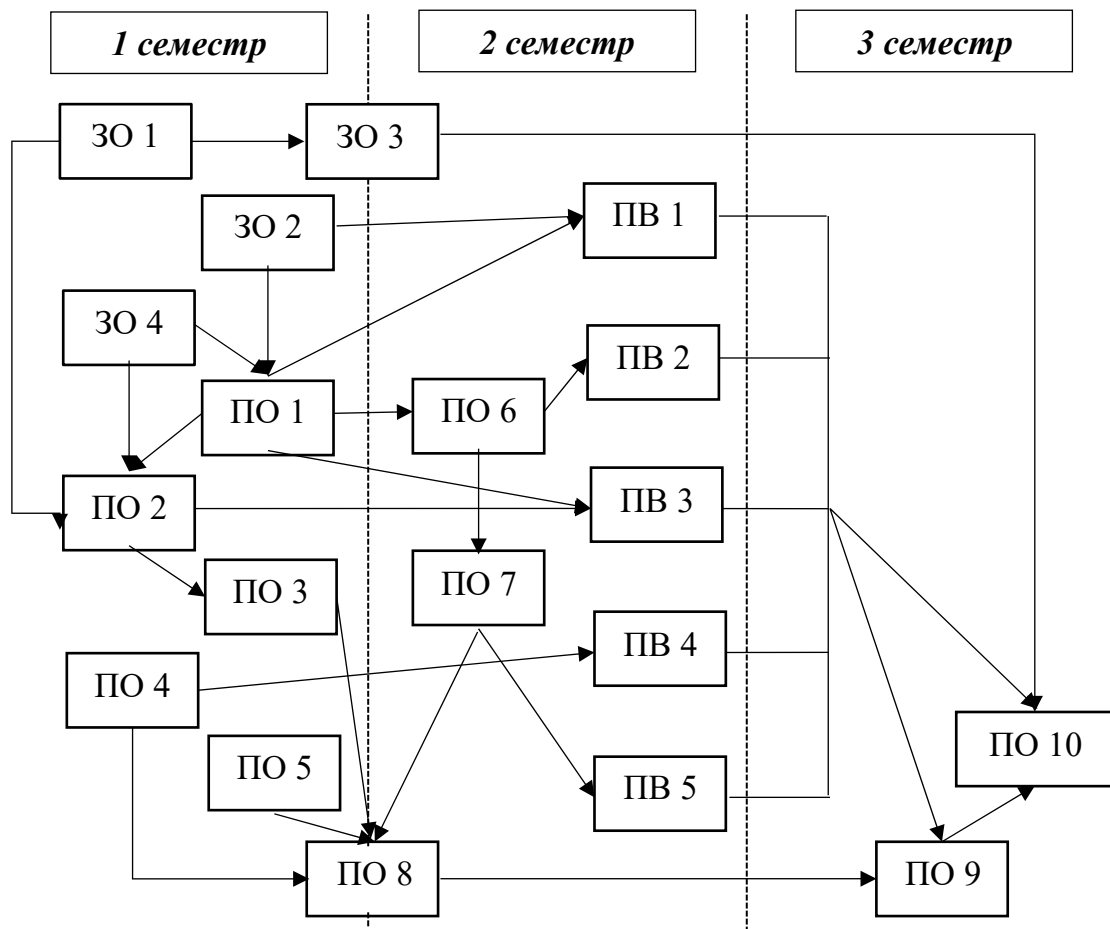 1 семестр
2 семестр
3 семестр
ЗО 1
ЗО 3
ЗО 2
ПВ 1
ЗО 4
ПВ 2
ПО 1
ПО 6
ПО 2
ПВ 3
ПО 3
ПО 7
ПО 4
ПВ 4
ПО 5
ПО 10
ПВ 5
ПО 8
ПО 9